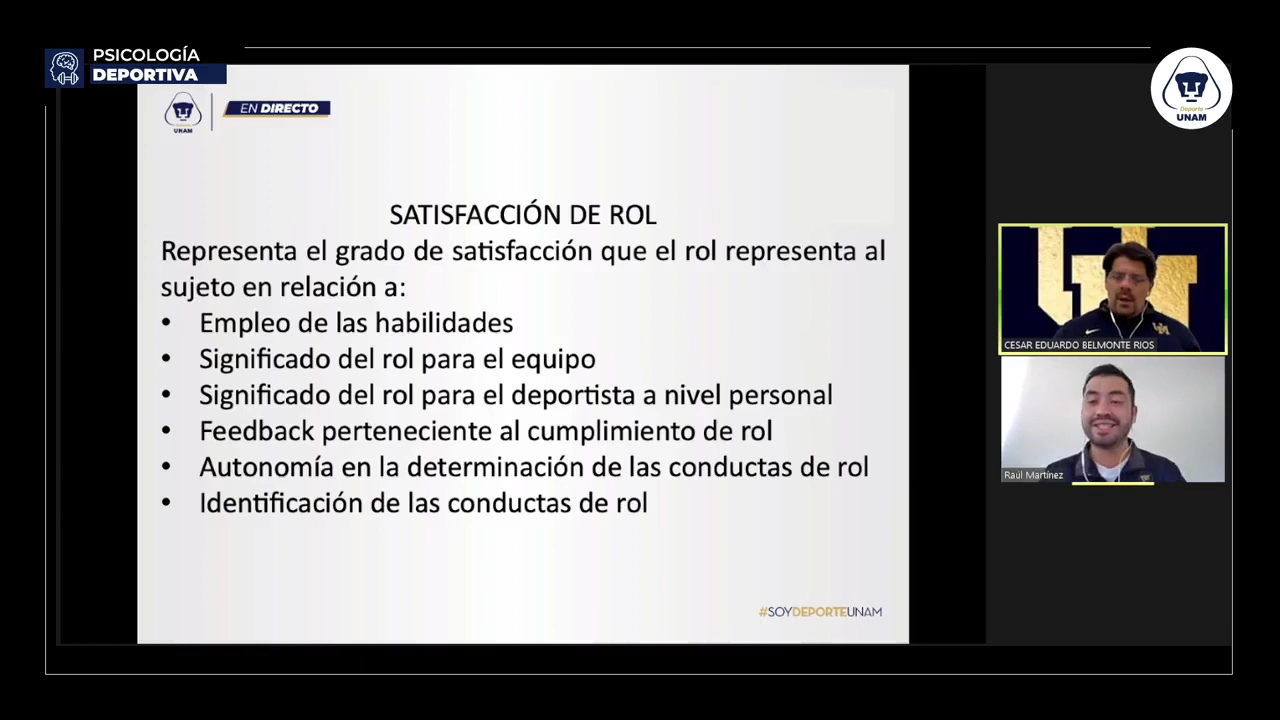 PSICOLOGÍA
DEPORTIVA
UNAM
EN DIRECTO
Deporte
UNAM
SATISFACCIÓN DE ROL
Representa el grado de satisfacción que el rol representa al
sujeto en relación a:
• Empleo de las habilidades
• Significado del rol para el equipo
• Significado del rol para el deportista a nivel personal
• Feedback perteneciente al cumplimiento de rol
• Autonomía en la determinación de las conductas de rol
• Identificación de las conductas de rol
#SOYDEPORTEUNAM
CESAR EDUARDO BELMONTE RIOS
Raúl Martínez